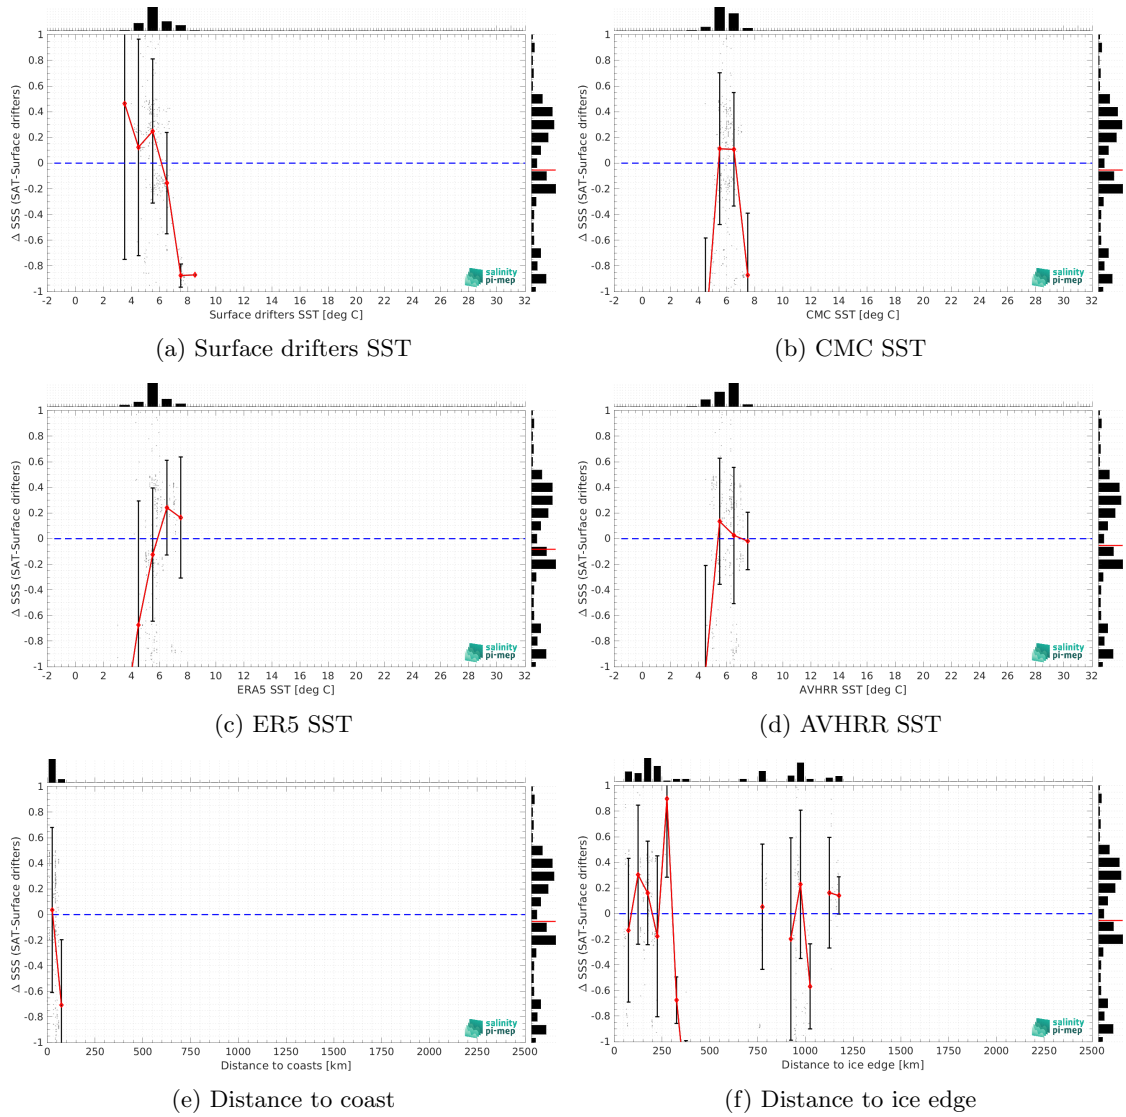 1
0.8
0.6
0.4
0.2
0
-0.2
-0.4
-0.6
-0.8
-1
Δ SSS (SAT-Surface drifters)
-2 0 2 4 6 8 10 12 14 16 18 20 22 24 26 28 30 32
Surface drifters SST [deg C]
salinity
pi-mep
(a) Surface drifters SST
1
0.8
0.6
0.4
0.2
0
-0.2
-0.4
-0.6
-0.8
-1
Δ SSS (SAT-Surface drifters)
-2 0 2 4 6 8 10 12 14 16 18 20 22 24 26 28 30 32
CMC SST [deg C]
salinity
pi-mep
(b) CMC SST
1
0.8
0.6
0.4
0.2
0
-0.2
-0.4
-0.6
-0.8
-1
Δ SSS (SAT-Surface drifters)
-2 0 2 4 6 8 10 12 14 16 18 20 22 24 26 28 30 32
ERA5 SST [deg C]
salinity
pi-mep
(c) ER5 SST
1
0.8
0.6
0.4
0.2
0
-0.2
-0.4
-0.6
-0.8
-1
Δ SSS (SAT-Surface drifters)
-2 0 2 4 6 8 10 12 14 16 18 20 22 24 26 28 30 32
AVHRR SST [deg C]
salinity
pi-mep
(d) AVHRR SST
1
0.8
0.6
0.4
0.2
0
-0.2
-0.4
-0.6
-0.8
-1
Δ SSS (SAT-Surface drifters)
0 250 500 750 1000 1250 1500 1750 2000 2250 2500
Distance to coasts [km]
salinity
pi-mep
(e) Distance to coast
1
0.8
0.6
0.4
0.2
0
-0.2
-0.4
-0.6
-0.8
-1
Δ SSS (SAT-Surface drifters)
0 250 500 750 1000 1250 1500 1750 2000 2250 2500
Distance to ice edge [km]
salinity
pi-mep
(f) Distance to ice edge